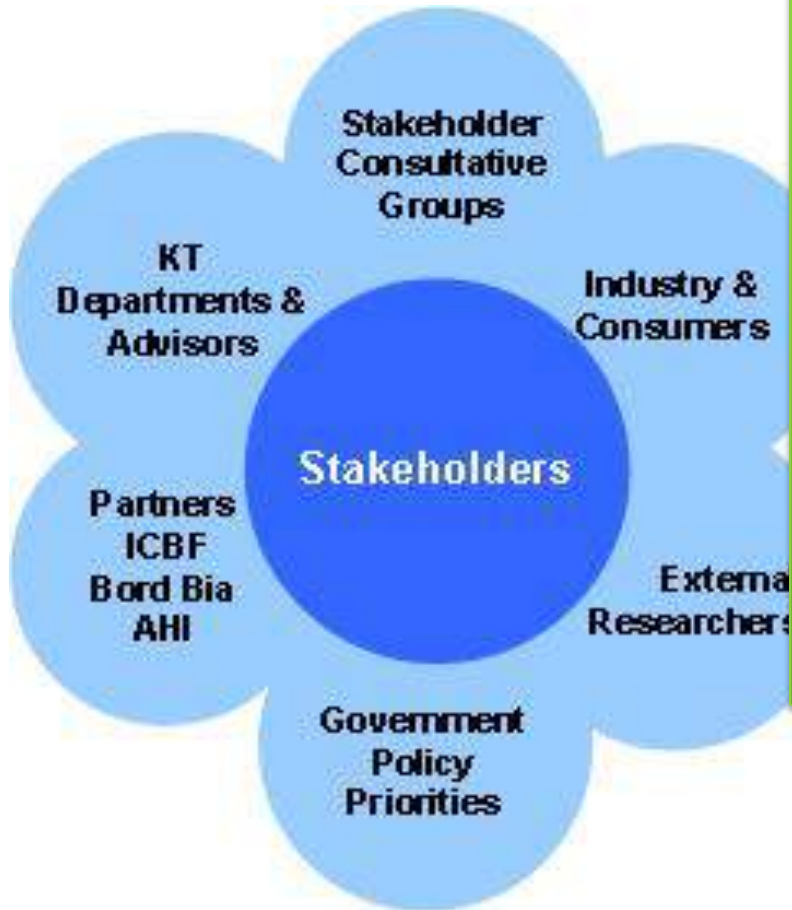 Stakeholder
Consultative
Groups
KT
Departments &
Advisors
Industry &
Consumers
Stakeholders
Partners
ICBF
Bord Bia
AHI
Externa
Researchers
Government
Policy
Priorities